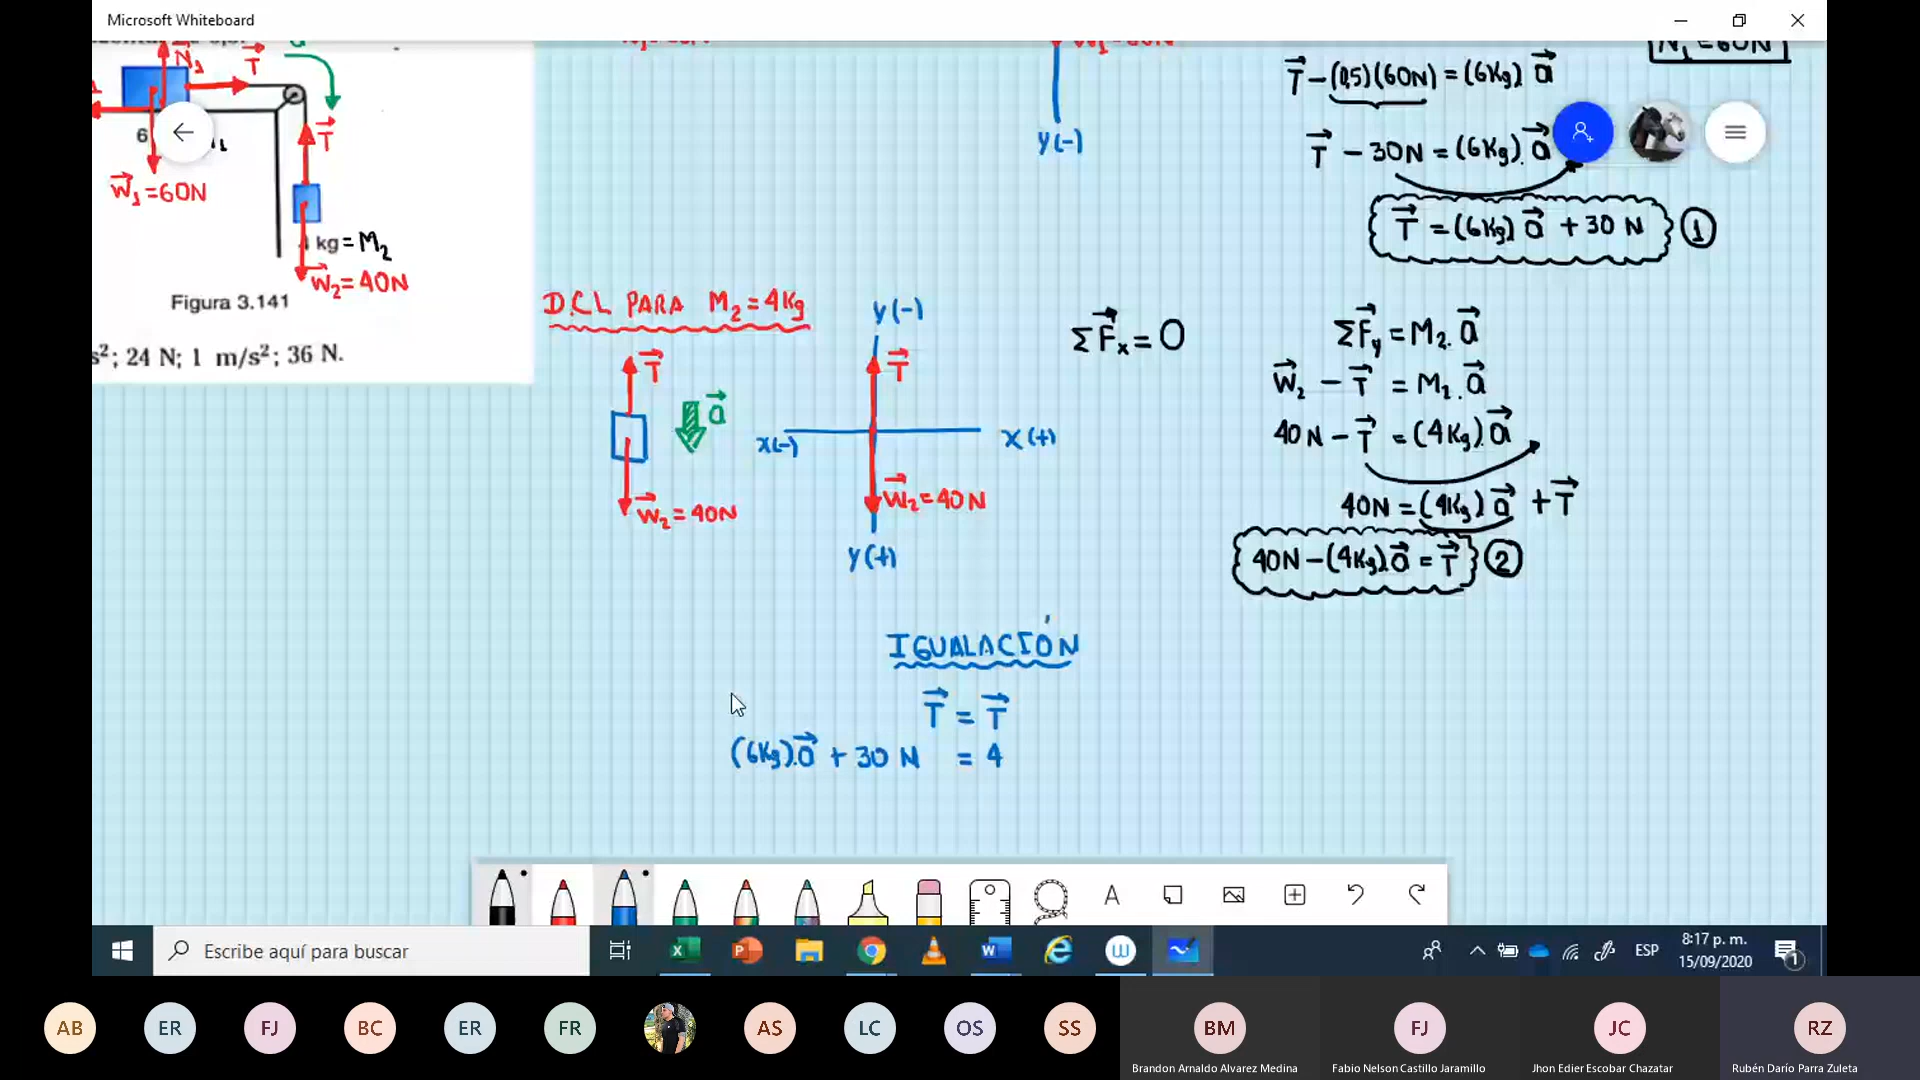 Microsoft Whiteboard
N₁ = 60N
T - (0,5)(60N) = (6Kg) a
N₁
T
a
T
y(-)
T - 30N = (6Kg). a
6
W₁ = 60N
T = (6Kg) a + 30 N ①
kg = M₂
W₂ = 40N
Figura 3.141
s²; 24 N; 1 m/s²; 36 N.
D.C.L PARA M₂ = 4Kg
y(-)
ΣFx = 0
ΣFy = M₂. a
T
T
W₂ - T = M₂. a
a
x(-)
x(+)
40N - T = (4Kg). a
W₂ = 40N
W₂ = 40N
40N = (4Kg) a + T
y(+)
40N - (4Kg). a = T ②
IGUALACIÓN
T = T
(6Kg). a + 30 N = 4
A
Escribe aquí para buscar
ESP
8:17 p. m.
15/09/2020
1
AB ER FJ BC ER FR AS LC OS SS BM FJ JC RZ
Brandon Arnaldo Alvarez Medina
Fabio Nelson Castillo Jaramillo
Jhon Edier Escobar Chazatar
Rubén Darío Parra Zuleta